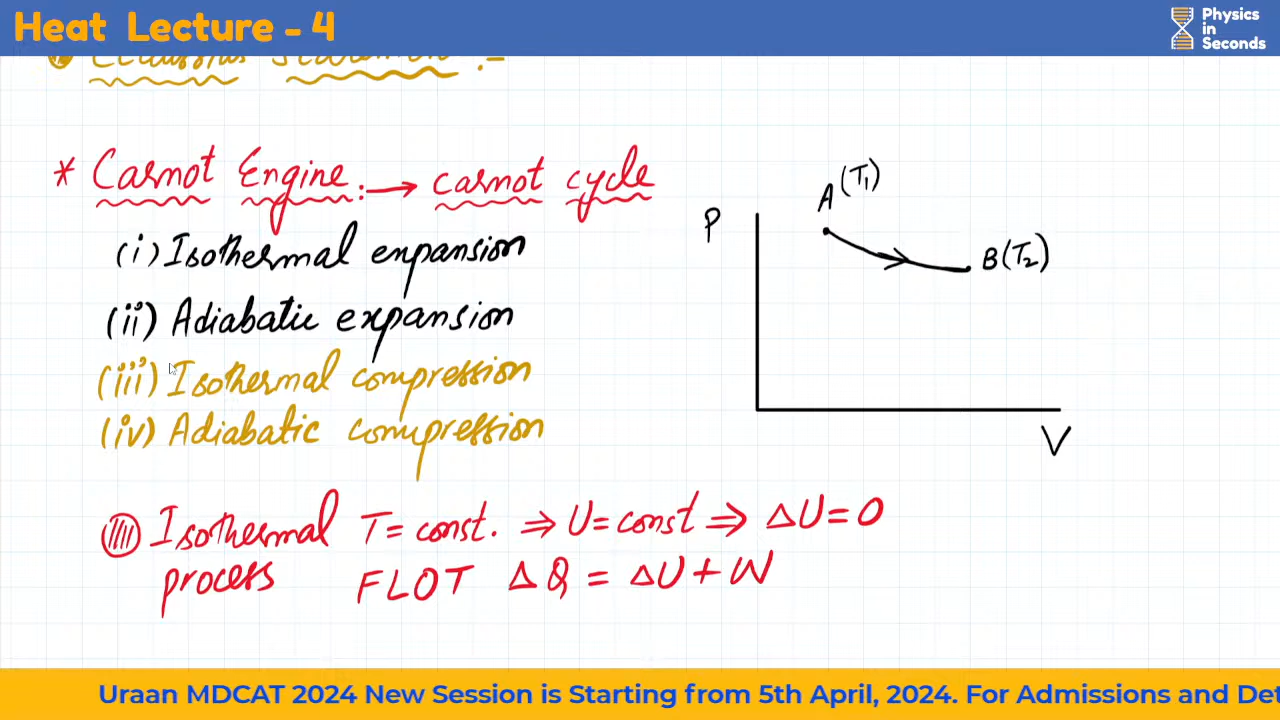 Heat Lecture - 4
Physics
in
Seconds
* Carnot Engine :→ carnot cycle
(i) Isothermal expansion
(ii) Adiabatic expansion
(iii) Isothermal compression
(iv) Adiabatic compression
P
A (T1)
B (T2)
V
Isothermal T = const. ⇒ U = const ⇒ ΔU = 0
process FLOT ΔQ = ΔU + W
Uraan MDCAT 2024 New Session is Starting from 5th April, 2024. For Admissions and Det